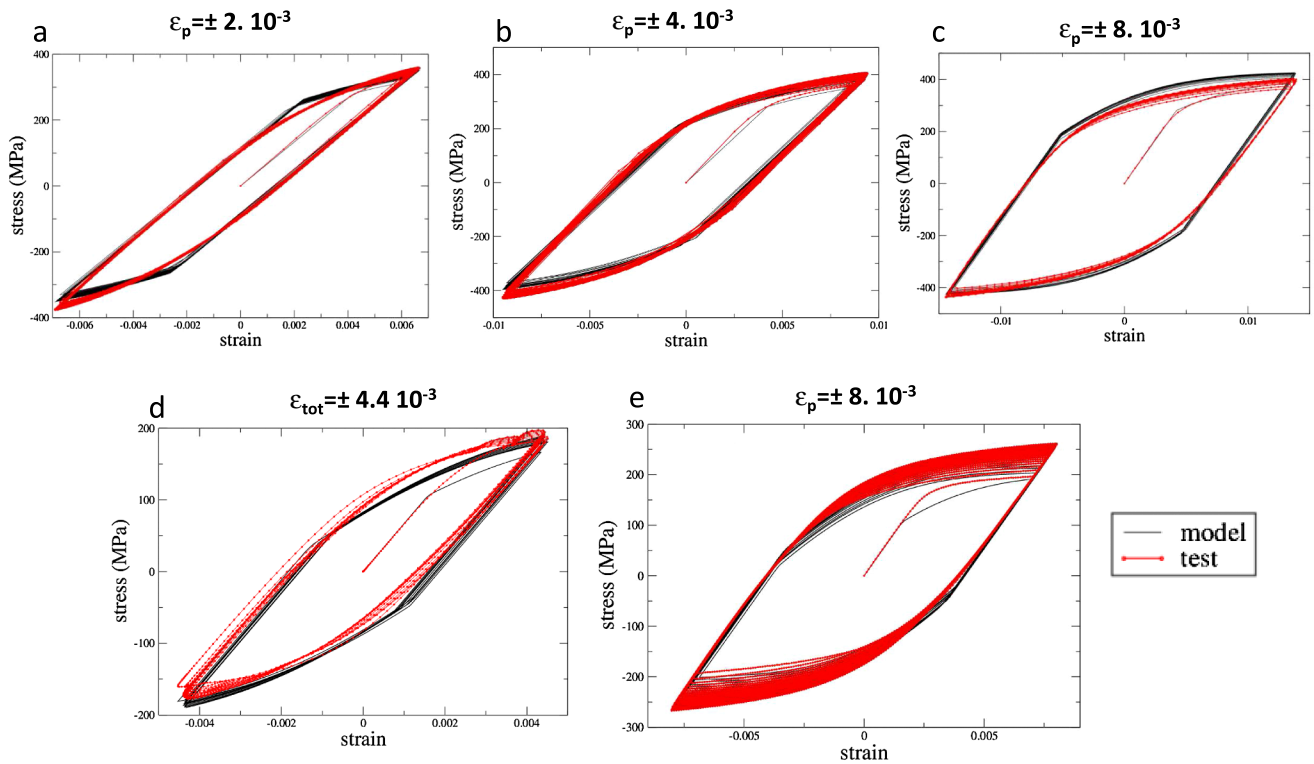 a
εp=± 2. 10-3
400
200
0
-200
-400
-0.006
-0.004
-0.002
0
0.002
0.004
0.006
stress (MPa)
strain
b
εp=± 4. 10-3
400
200
0
-200
-400
-0.01
-0.005
0
0.005
0.01
stress (MPa)
strain
c
εp=± 8. 10-3
400
200
0
-200
-400
-0.01
0
0.01
stress (MPa)
strain
d
εtot=± 4.4 10-3
200
100
0
-100
-200
-0.004
-0.002
0
0.002
0.004
stress (MPa)
strain
e
εp=± 8. 10-3
300
200
100
0
-100
-200
-300
-0.005
0
0.005
stress (MPa)
strain
model
test